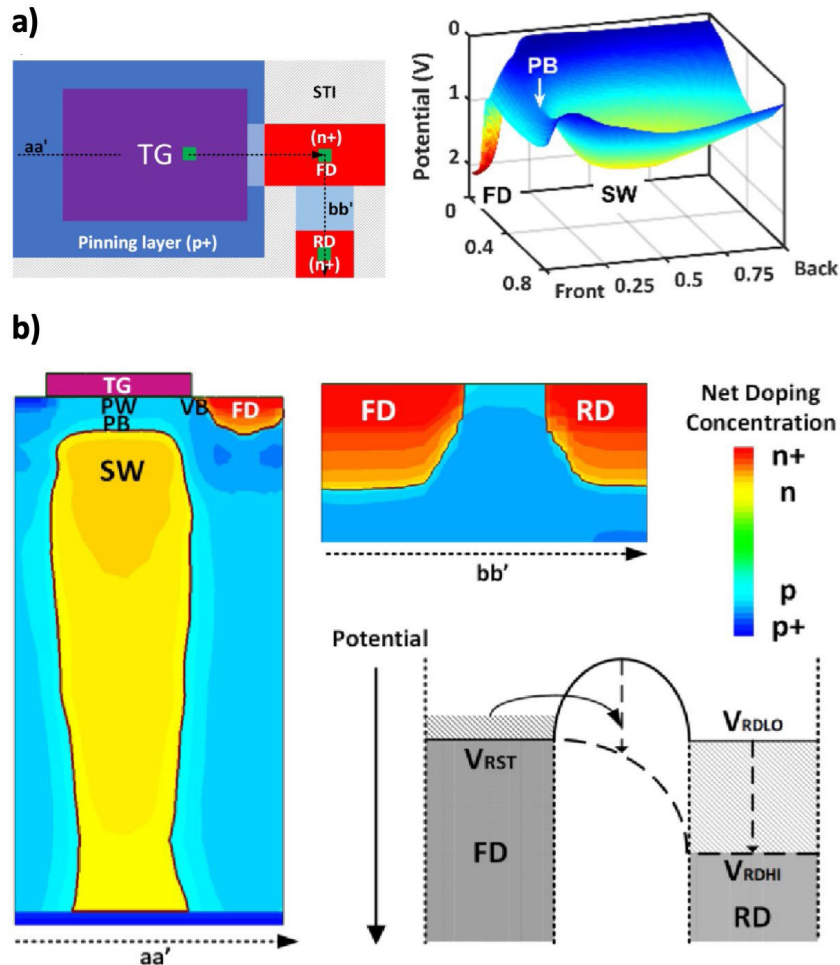 a)
STI
(n+)
FD
aa'
TG
bb'
Pinning layer (p+)
RD
(n+)
0
1
2
Potential (V)
PB
FD
SW
0
0.4
0.8
Front
0.25
0.5
0.75
Back
b)
TG
PW
VB
FD
PB
SW
aa'
FD
RD
bb'
Net Doping
Concentration
n+
n
p
p+
Potential
VRST
FD
VRDLO
VRDHI
RD